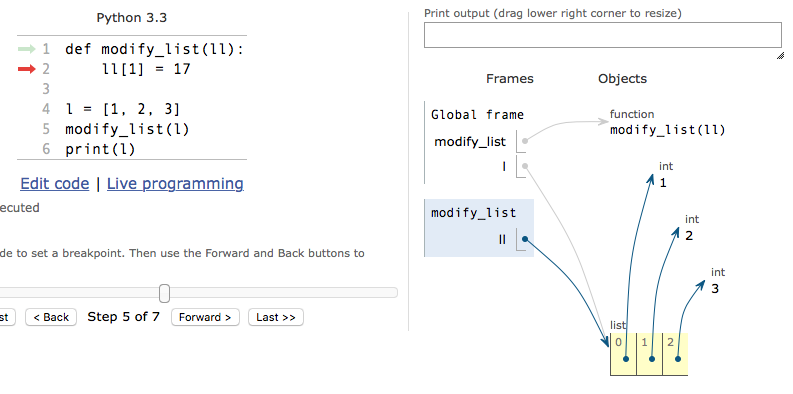 Python 3.3
1 def modify_list(ll):
2     ll[1] = 17
3
4 l = [1, 2, 3]
5 modify_list(l)
6 print(l)
Edit code | Live programming
ecuted
de to set a breakpoint. Then use the Forward and Back buttons to
st < Back Step 5 of 7 Forward > Last >>
Print output (drag lower right corner to resize)
Frames Objects
Global frame
modify_list
l
function
modify_list(ll)
modify_list
ll
int
1
int
2
int
3
list
0 1 2